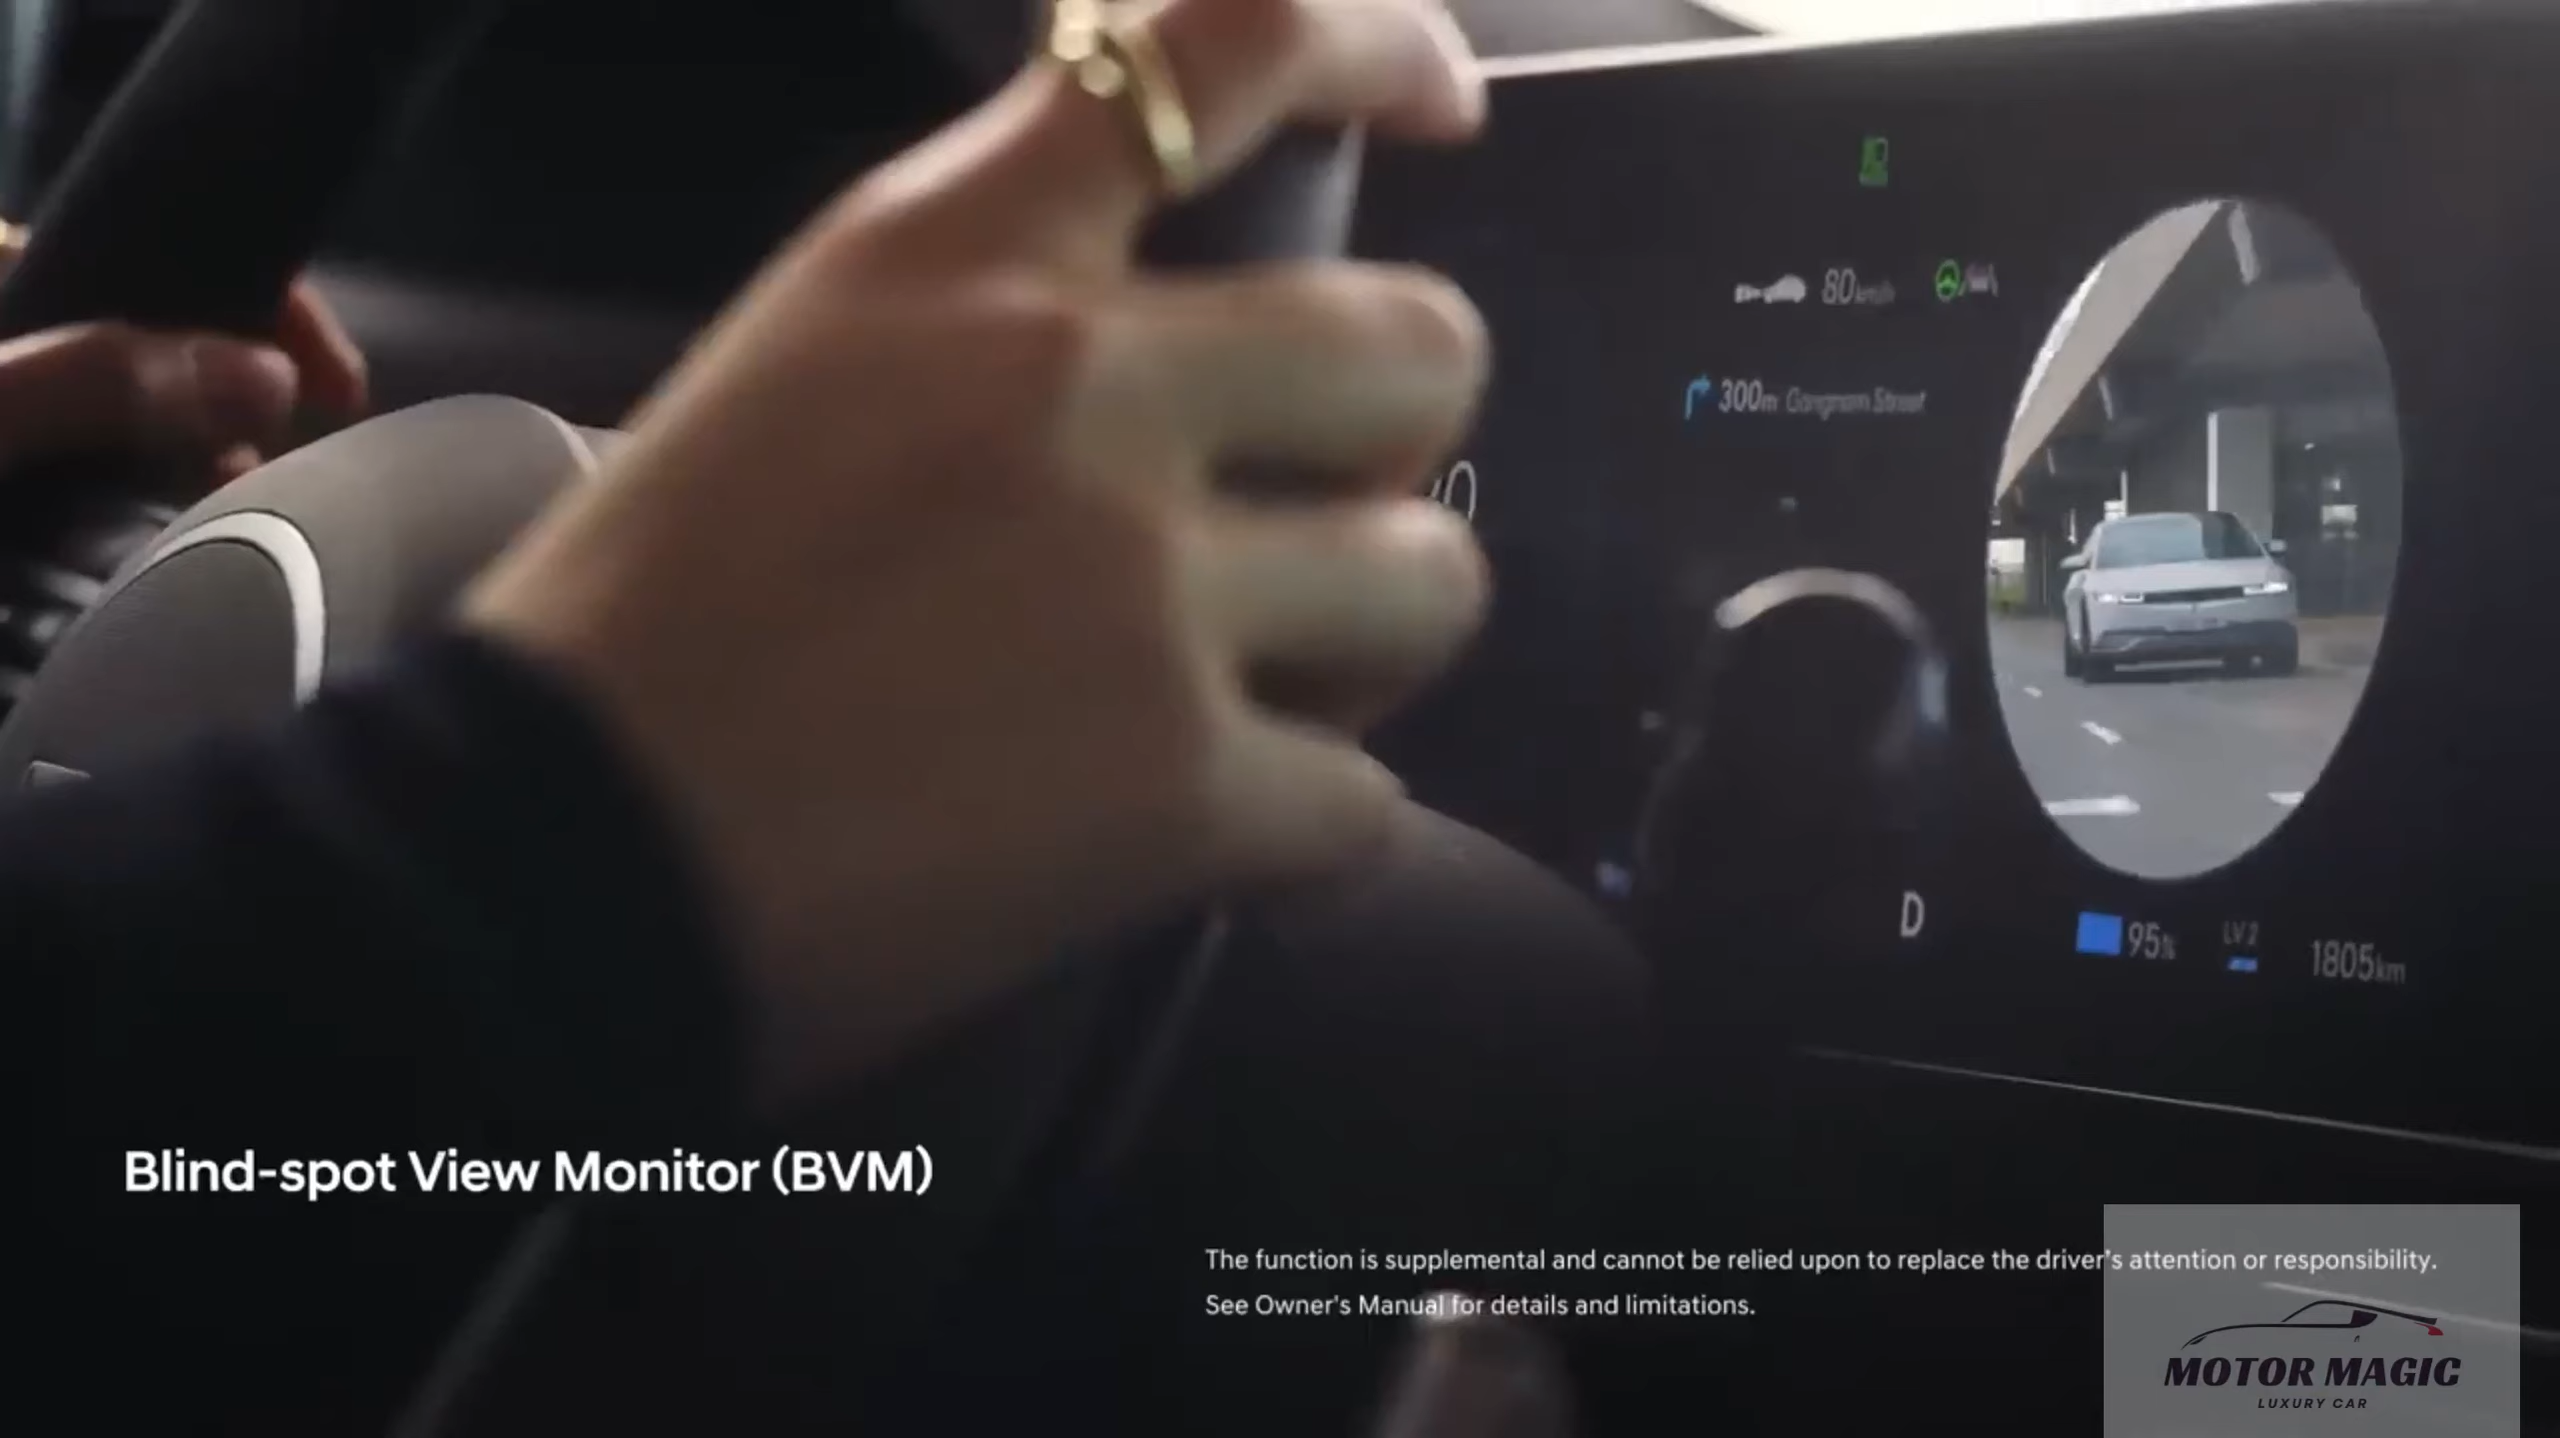 80km/h
300m Gangnam Street
D
95%
LV2
1805km
Blind-spot View Monitor (BVM)
The function is supplemental and cannot be relied upon to replace the driver's attention or responsibility.
See Owner's Manual for details and limitations.
MOTOR MAGIC
LUXURY CAR